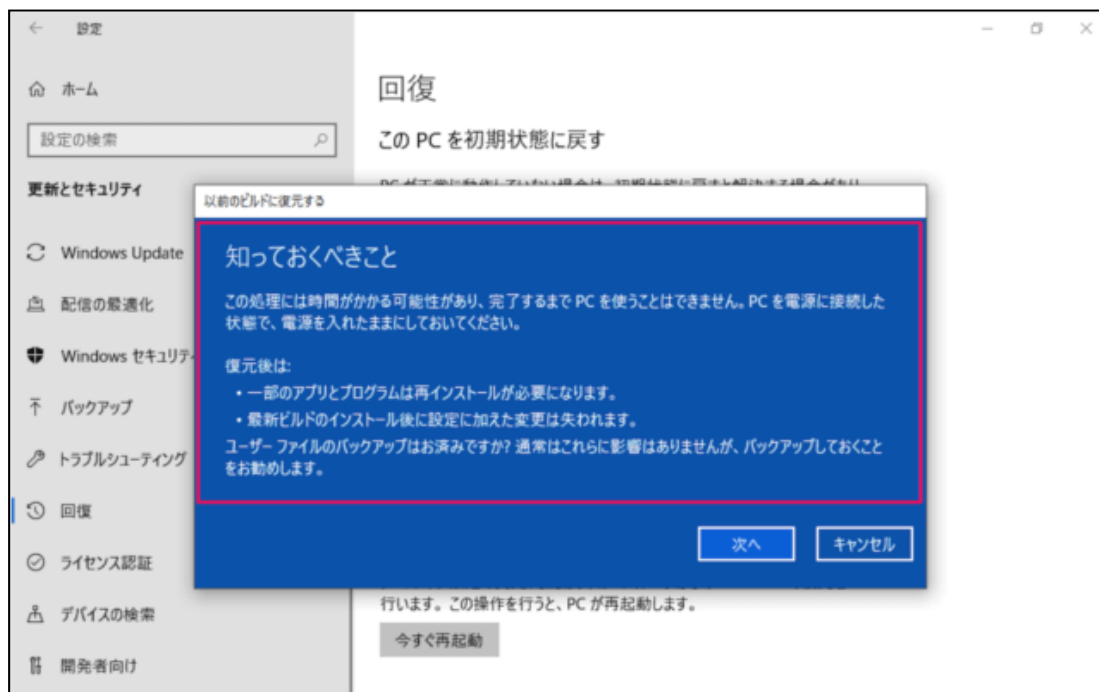 設定
ホーム
設定の検索
更新とセキュリティ
Windows Update
配信の最適化
Windows セキュリティ
バックアップ
トラブルシューティング
回復
ライセンス認証
デバイスの検索
開発者向け
回復
この PC を初期状態に戻す
以前のビルドに復元する
知っておくべきこと
この処理には時間がかかる可能性があり、完了するまで PC を使うことはできません。PC を電源に接続した
状態で、電源を入れたままにしておいてください。
復元後は:
• 一部のアプリとプログラムは再インストールが必要になります。
• 最新ビルドのインストール後に設定に加えた変更は失われます。
ユーザー ファイルのバックアップはお済みですか? 通常はこれらに影響はありませんが、バックアップしておくこと
をお勧めします。
次へ
キャンセル
行います。この操作を行うと、PC が再起動します。
今すぐ再起動